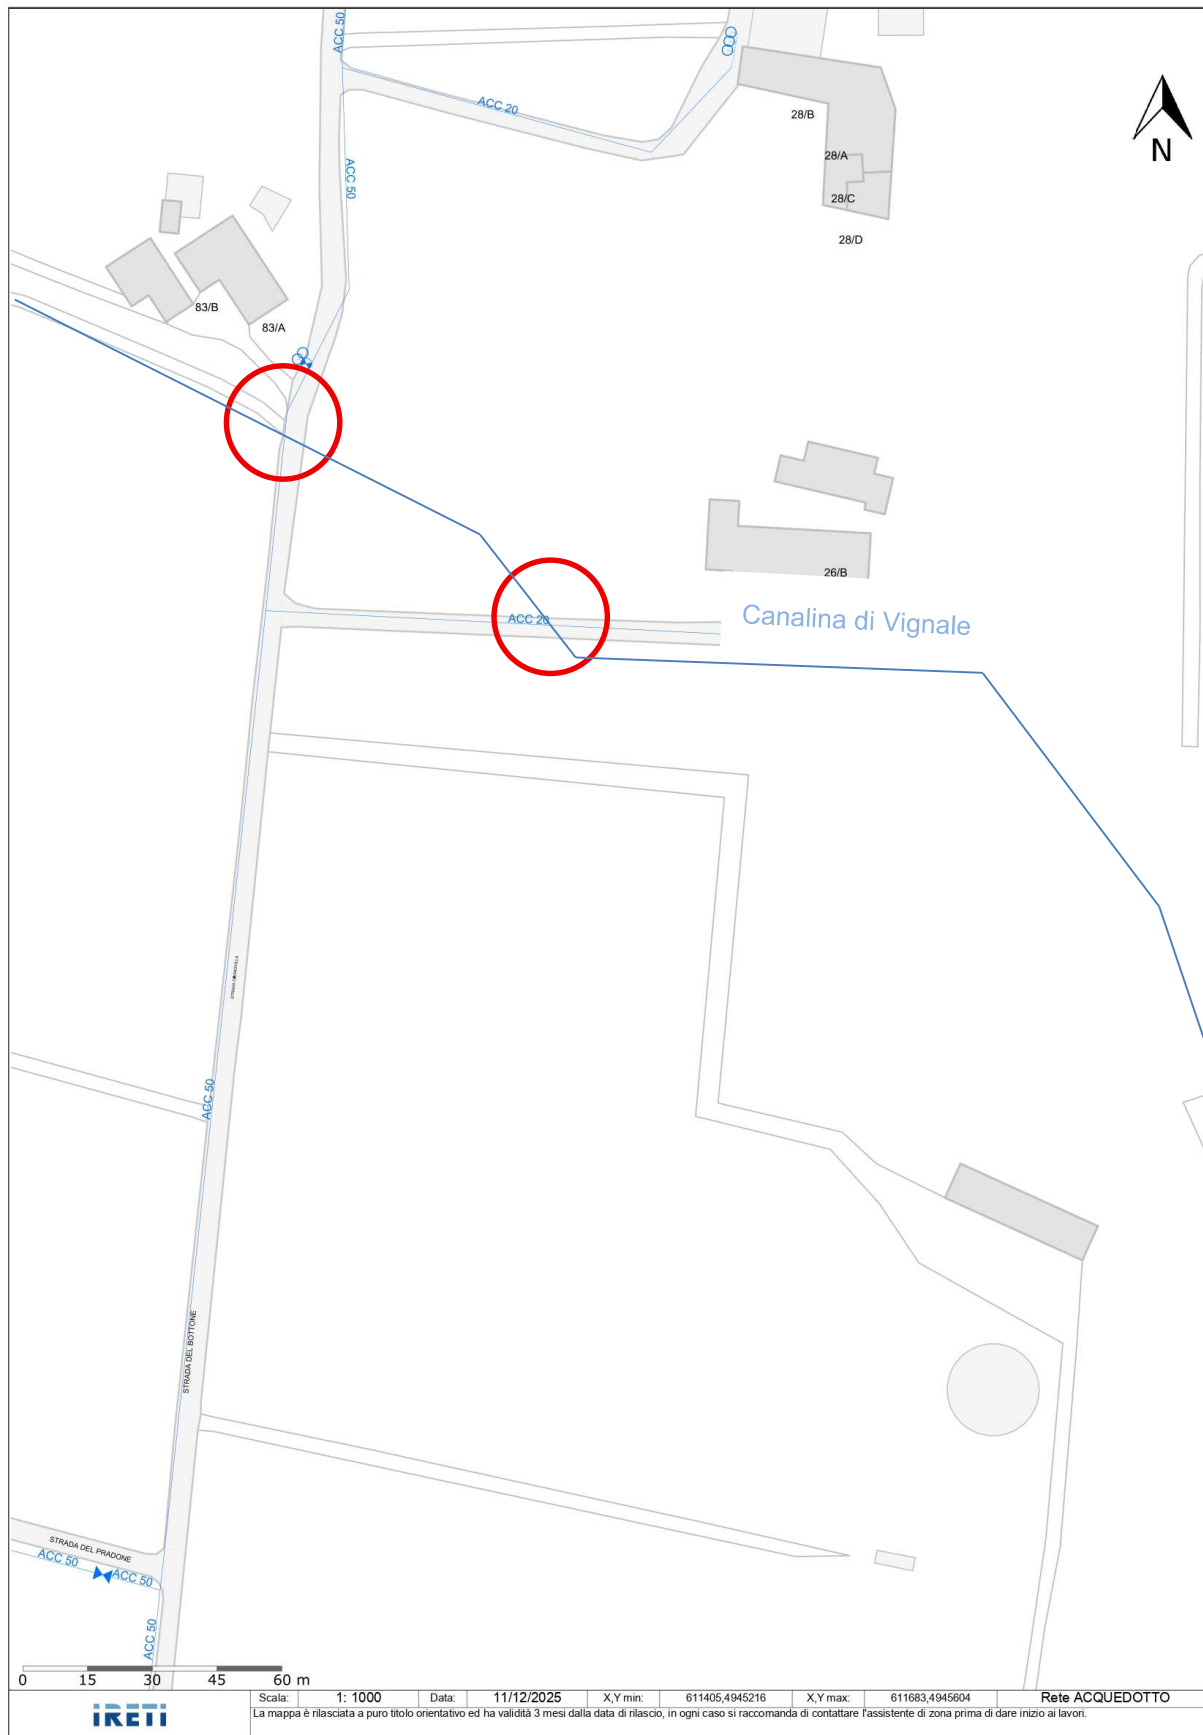 ACC 50
ACC 20
28/B
N
28/A
ACC 50
28/C
28/D
83/B
83/A
26/B
Canalina di Vignale
ACC 20
ACC 50
STRADA DEL BOTTONE
STRADA DEL PRADONE
ACC 50
ACC 50
ACC 50
0 15 30 45 60 m
iRETI
Scala: 1: 1000 Data: 11/12/2025 X,Y min: 611405,4945216 X,Y max: 611683,4945604 Rete ACQUEDOTTO
La mappa è rilasciata a puro titolo orientativo ed ha validità 3 mesi dalla data di rilascio, in ogni caso si raccomanda di contattare l'assistente di zona prima di dare inizio ai lavori.